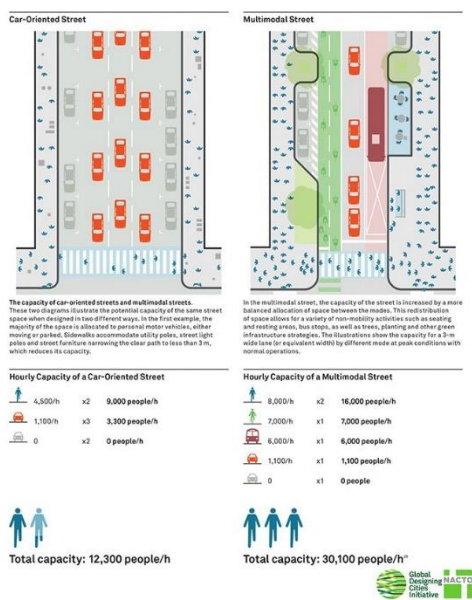 Car-Oriented Street
The capacity of car-oriented streets and multimodal streets.
These two diagrams illustrate the potential capacity of the same street
space when designed in two different ways. In the first example, the
majority of the space is allocated to personal motor vehicles, either
moving or parked. Sidewalks accommodate utility poles, street light
poles and street furniture narrowing the clear path to less than 3 m,
which reduces its capacity.
Hourly Capacity of a Car-Oriented Street
4,500/h x2 9,000 people/h
1,100/h x3 3,300 people/h
0 x2 0 people/h
Total capacity: 12,300 people/h
Multimodal Street
In the multimodal street, the capacity of the street is increased by a more
balanced allocation of space between the modes. This redistribution
of space allows for a variety of non-mobility activities such as seating
and resting areas, bus stops, as well as trees, planting and other green
infrastructure strategies. The illustrations show the capacity for a 3-m
wide lane (or equivalent width) by different mode at peak conditions with
normal operations.
Hourly Capacity of a Multimodal Street
8,000/h x2 16,000 people/h
7,000/h x1 7,000 people/h
6,000/h x1 6,000 people/h
1,100/h x1 1,100 people/h
0 x1 0 people
Total capacity: 30,100 people/h
Global
Designing
Cities
Initiative
NACTO